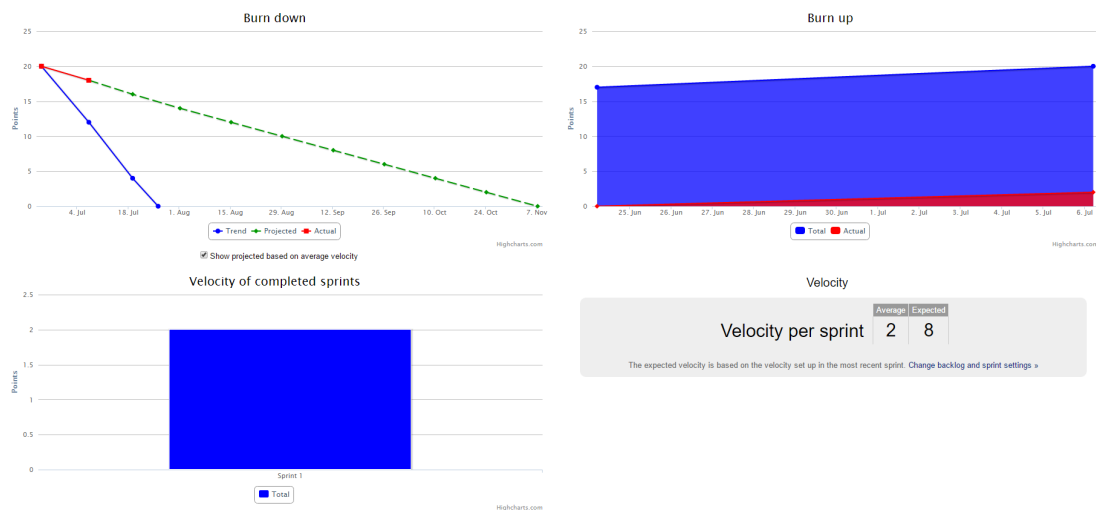 Burn down
25
20
15
10
5
0
Points
4. Jul
18. Jul
1. Aug
15. Aug
29. Aug
12. Sep
26. Sep
10. Oct
24. Oct
7. Nov
Trend Projected Actual
Highcharts.com
Show projected based on average velocity
Burn up
25
20
15
10
5
0
Points
25. Jun
26. Jun
27. Jun
28. Jun
29. Jun
30. Jun
1. Jul
2. Jul
3. Jul
4. Jul
5. Jul
6. Jul
Total Actual
Highcharts.com
Velocity of completed sprints
2.5
2
1.5
1
0.5
0
Points
Sprint 1
Total
Highcharts.com
Velocity
Average Expected
Velocity per sprint 2 8
The expected velocity is based on the velocity set up in the most recent sprint. Change backlog and sprint settings »